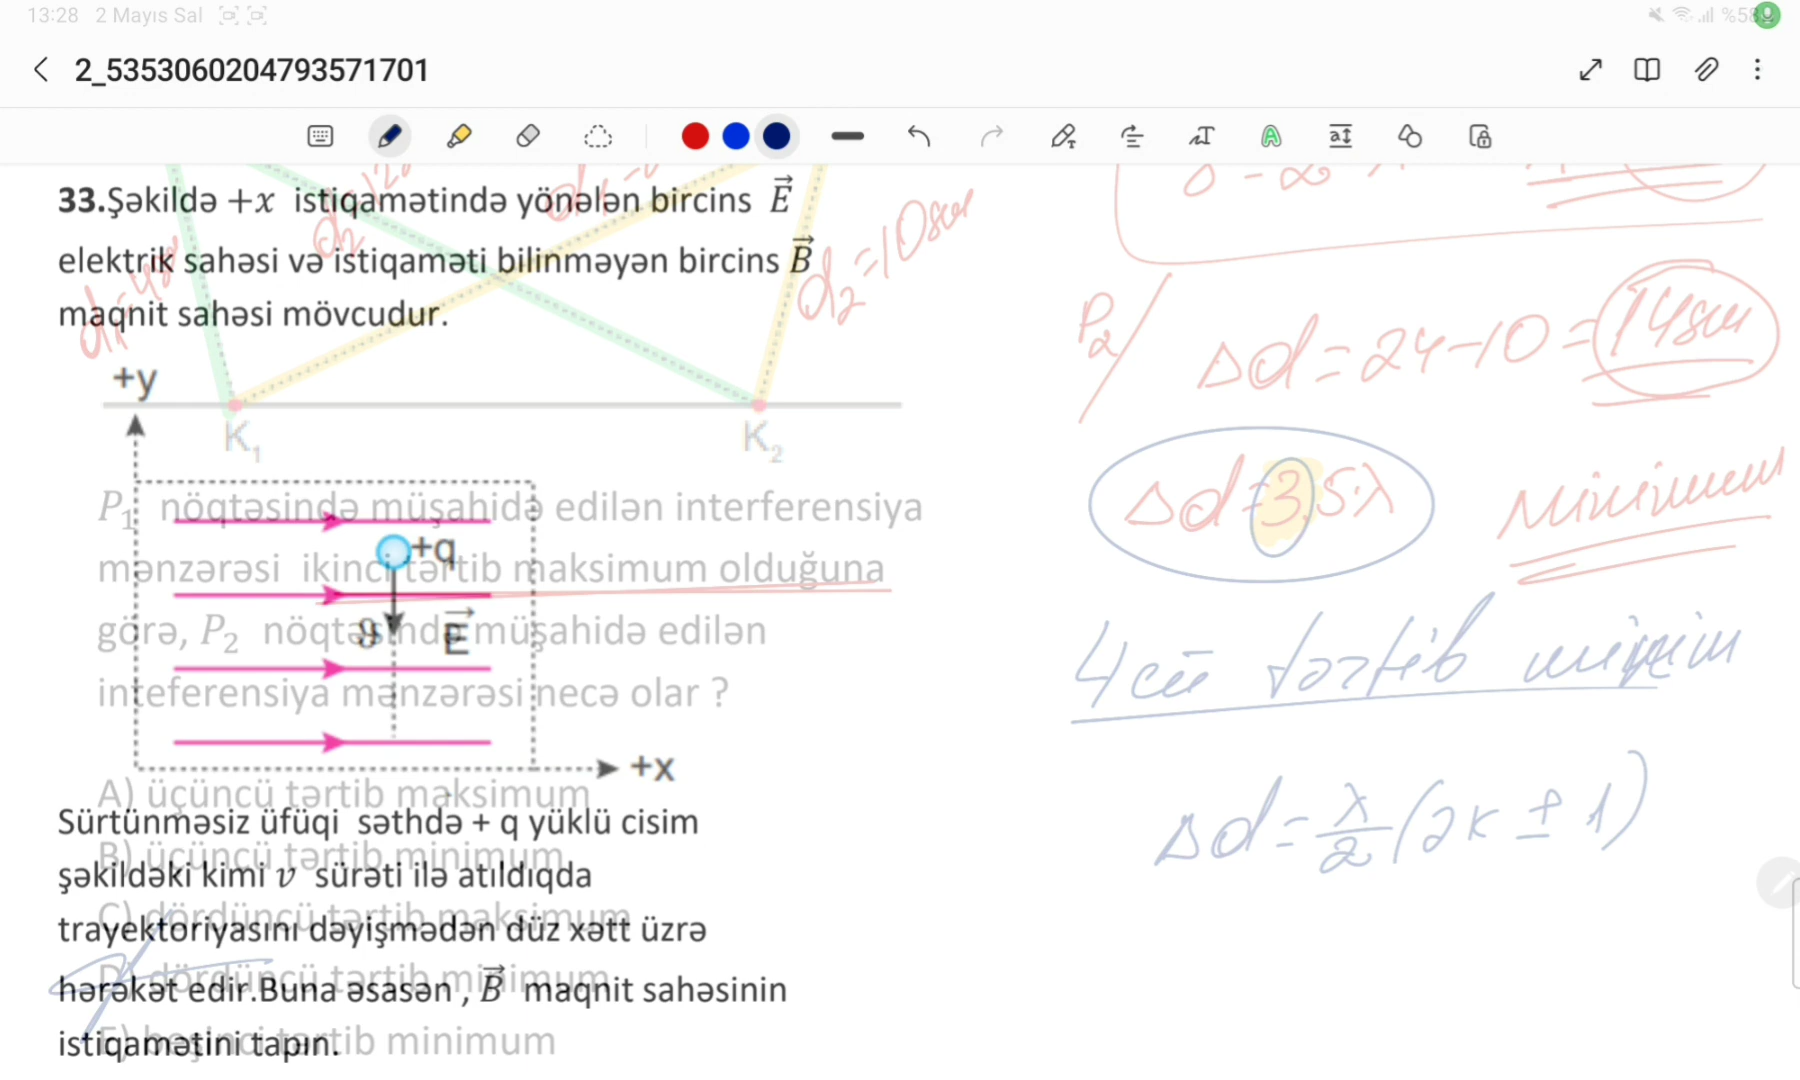 13:28 2 Mayıs Sal
2_5353060204793571701
33.Şəkildə +x istiqamətində yönələn bircins E
elektrik sahəsi və istiqaməti bilinməyən bircins B
maqnit sahəsi mövcudur.
d₂=10sm
+y
K₁
K₂
P₁ nöqtəsində müşahidə edilən interferensiya
+q
mənzərəsi ikinci tərtib maksimum olduğuna
görə, P₂ nöqtəsində müşahidə edilən
ϑ E
inteferensiya mənzərəsi necə olar ?
+x
A) üçüncü tərtib maksimum
Sürtünməsiz üfüqi səthdə + q yüklü cisim
B) üçüncü tərtib minimum
şəkildəki kimi v sürəti ilə atıldıqda
C) dördüncü tərtib maksimum
trayektoriyasını dəyişmədən düz xətt üzrə
D) dördüncü tərtib minimum
hərəkət edir.Buna əsasən , B maqnit sahəsinin
istiqamətini tapın.
E) beşinci tərtib minimum
P₂/ Δd=24-10=14sm
Δd=3,5λ minimum
4cü tərtib minim
Δd=λ/2(2k±1)